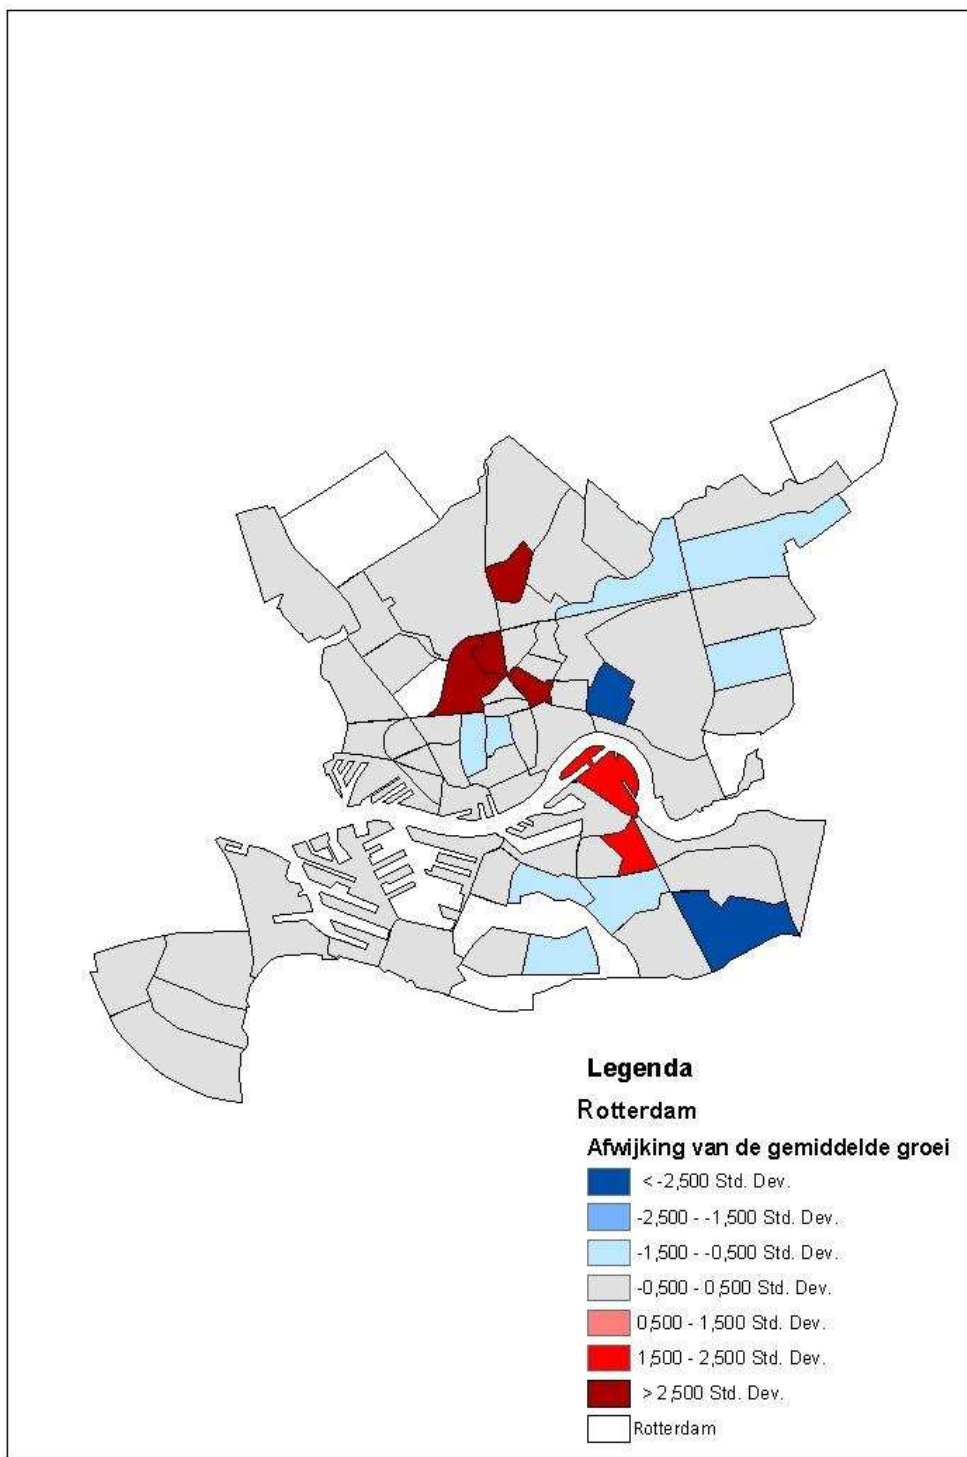 Legenda
Rotterdam
Afwijking van de gemiddelde groei
< -2,500 Std. Dev.
-2,500 - -1,500 Std. Dev.
-1,500 - -0,500 Std. Dev.
-0,500 - 0,500 Std. Dev.
0,500 - 1,500 Std. Dev.
1,500 - 2,500 Std. Dev.
> 2,500 Std. Dev.
Rotterdam